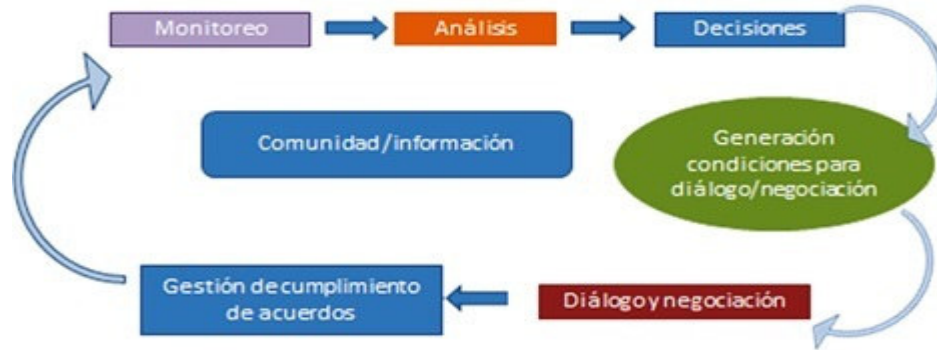 Monitoreo
Análisis
Decisiones
Comunidad/información
Generación
condiciones para
diálogo/negociación
Gestión de cumplimiento
de acuerdos
Diálogo y negociación